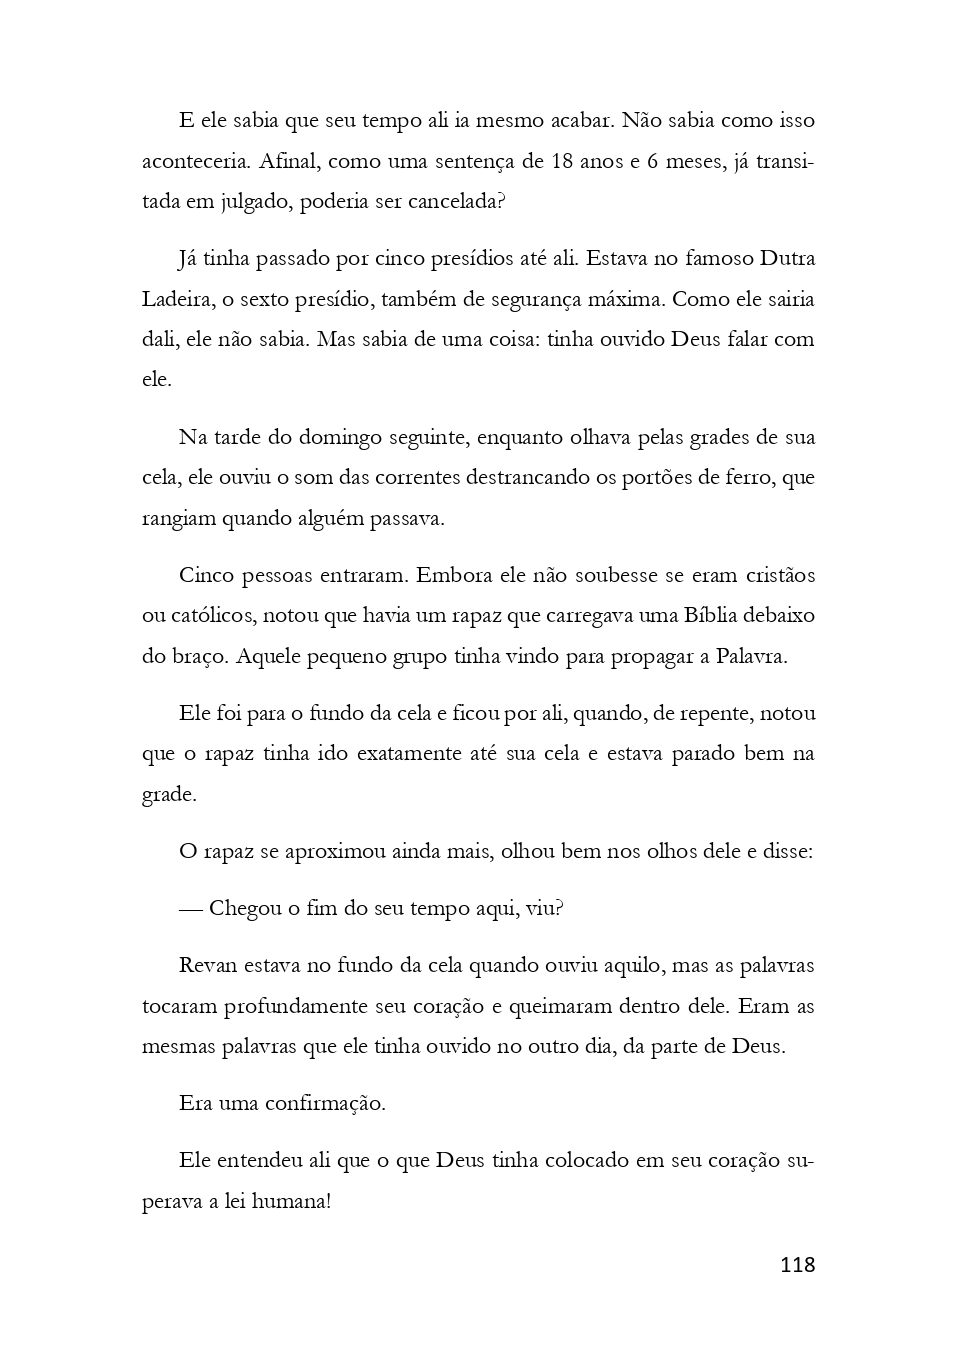 E ele sabia que seu tempo ali ia mesmo acabar. Não sabia como isso
aconteceria. Afinal, como uma sentença de 18 anos e 6 meses, já transi-
tada em julgado, poderia ser cancelada?
Já tinha passado por cinco presídios até ali. Estava no famoso Dutra
Ladeira, o sexto presídio, também de segurança máxima. Como ele sairia
dali, ele não sabia. Mas sabia de uma coisa: tinha ouvido Deus falar com
ele.
Na tarde do domingo seguinte, enquanto olhava pelas grades de sua
cela, ele ouviu o som das correntes destrancando os portões de ferro, que
rangiam quando alguém passava.
Cinco pessoas entraram. Embora ele não soubesse se eram cristãos
ou católicos, notou que havia um rapaz que carregava uma Bíblia debaixo
do braço. Aquele pequeno grupo tinha vindo para propagar a Palavra.
Ele foi para o fundo da cela e ficou por ali, quando, de repente, notou
que o rapaz tinha ido exatamente até sua cela e estava parado bem na
grade.
O rapaz se aproximou ainda mais, olhou bem nos olhos dele e disse:
— Chegou o fim do seu tempo aqui, viu?
Revan estava no fundo da cela quando ouviu aquilo, mas as palavras
tocaram profundamente seu coração e queimaram dentro dele. Eram as
mesmas palavras que ele tinha ouvido no outro dia, da parte de Deus.
Era uma confirmação.
Ele entendeu ali que o que Deus tinha colocado em seu coração su-
perava a lei humana!
118